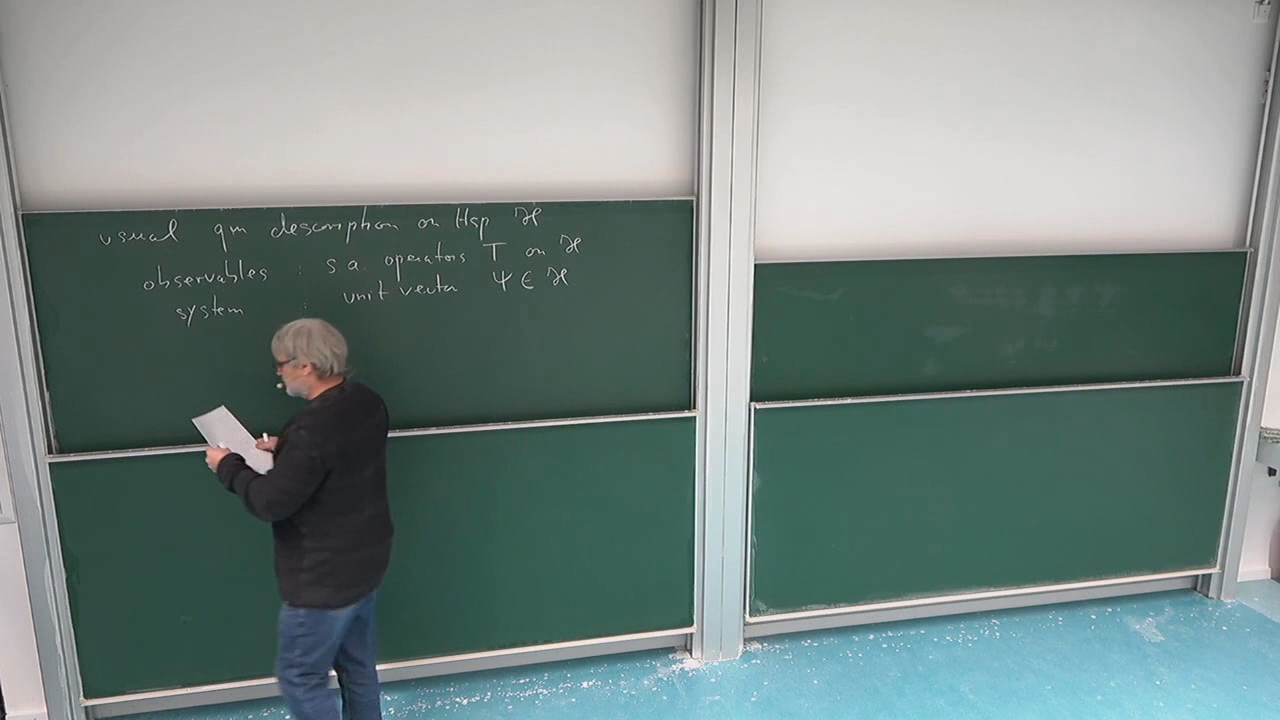 usual qm description on Hsp ℋ
observables : s.a. operators T on ℋ
system : unit vector Ψ ∈ ℋ